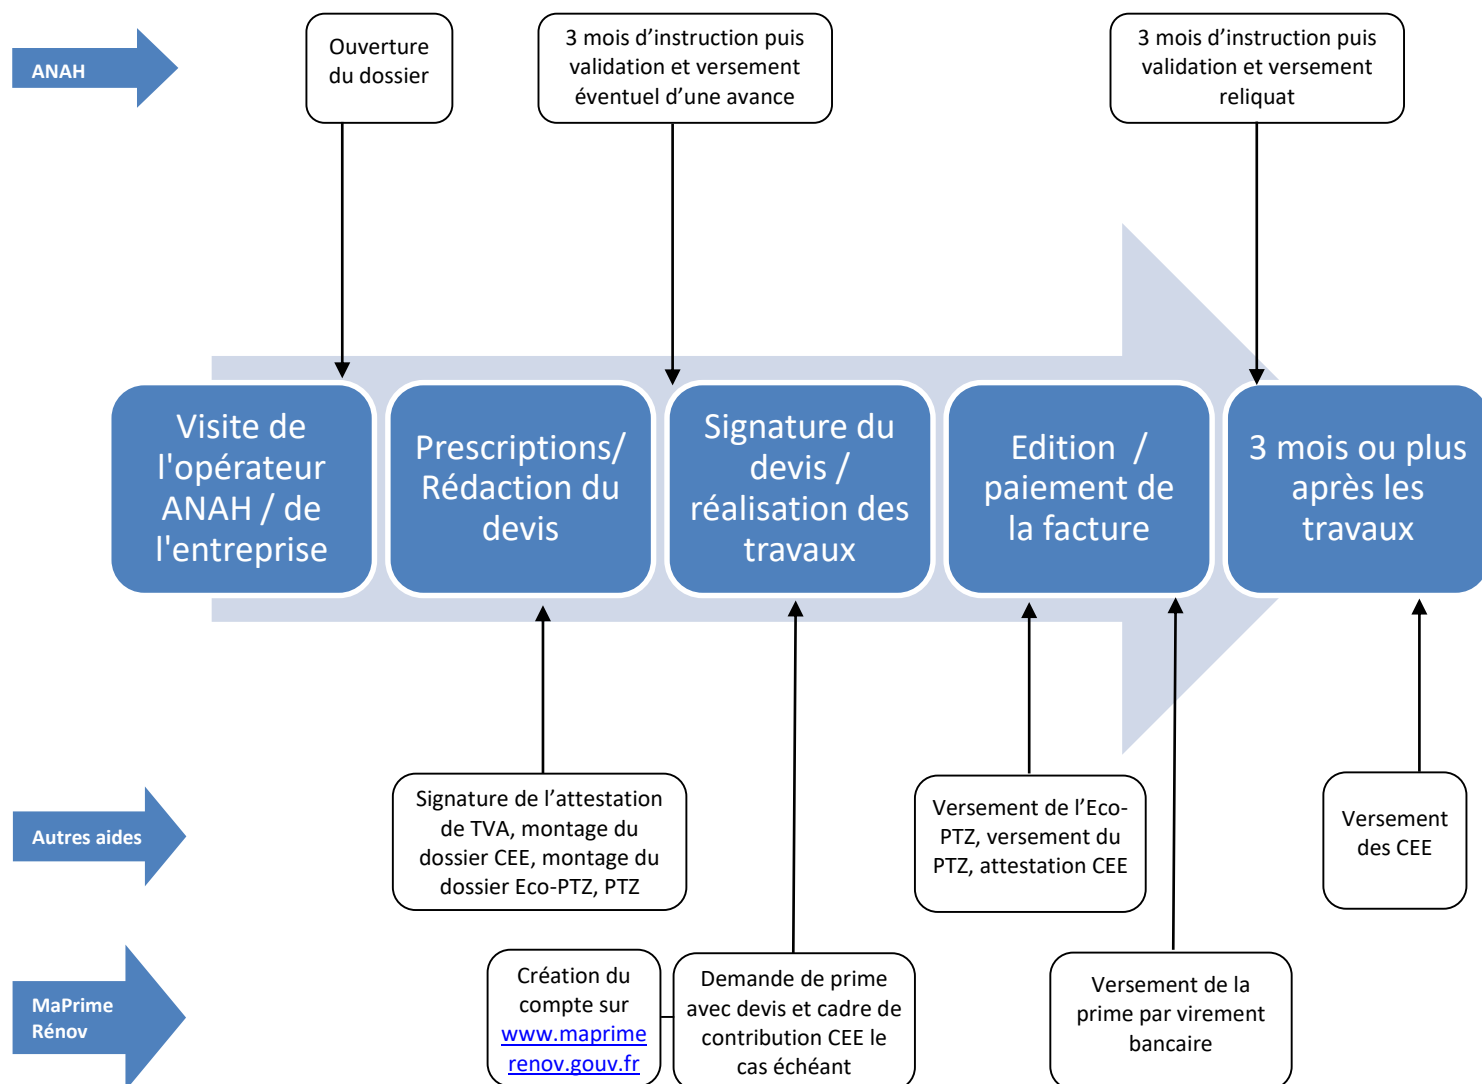 ANAH
Ouverture
du dossier
3 mois d’instruction puis
validation et versement
éventuel d’une avance
3 mois d’instruction puis
validation et versement
reliquat
Visite de
l'opérateur
ANAH / de
l'entreprise
Prescriptions/
Rédaction du
devis
Signature du
devis /
réalisation des
travaux
Edition  /
paiement de
la facture
3 mois ou plus
après les
travaux
Autres aides
Signature de l’attestation
de TVA, montage du
dossier CEE, montage du
dossier Eco-PTZ, PTZ
Versement de l’Eco-
PTZ, versement du
PTZ, attestation CEE
Versement
des CEE
MaPrime
Rénov
Création du
compte sur
www.maprime
renov.gouv.fr
Demande de prime
avec devis et cadre de
contribution CEE le
cas échéant
Versement de la
prime par virement
bancaire